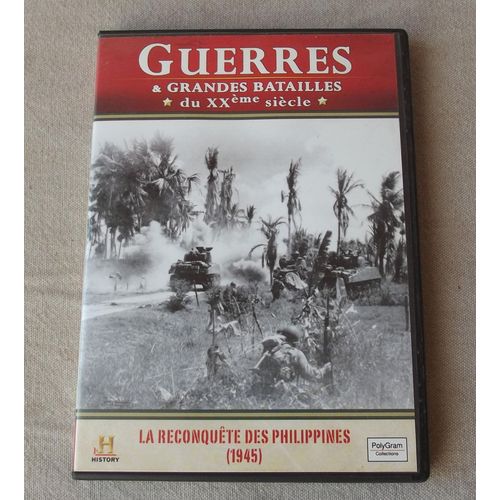 GUERRES
& GRANDES BATAILLES
du XXème siècle
LA RECONQUÊTE DES PHILIPPINES
(1945)
H
HISTORY
PolyGram
Collections